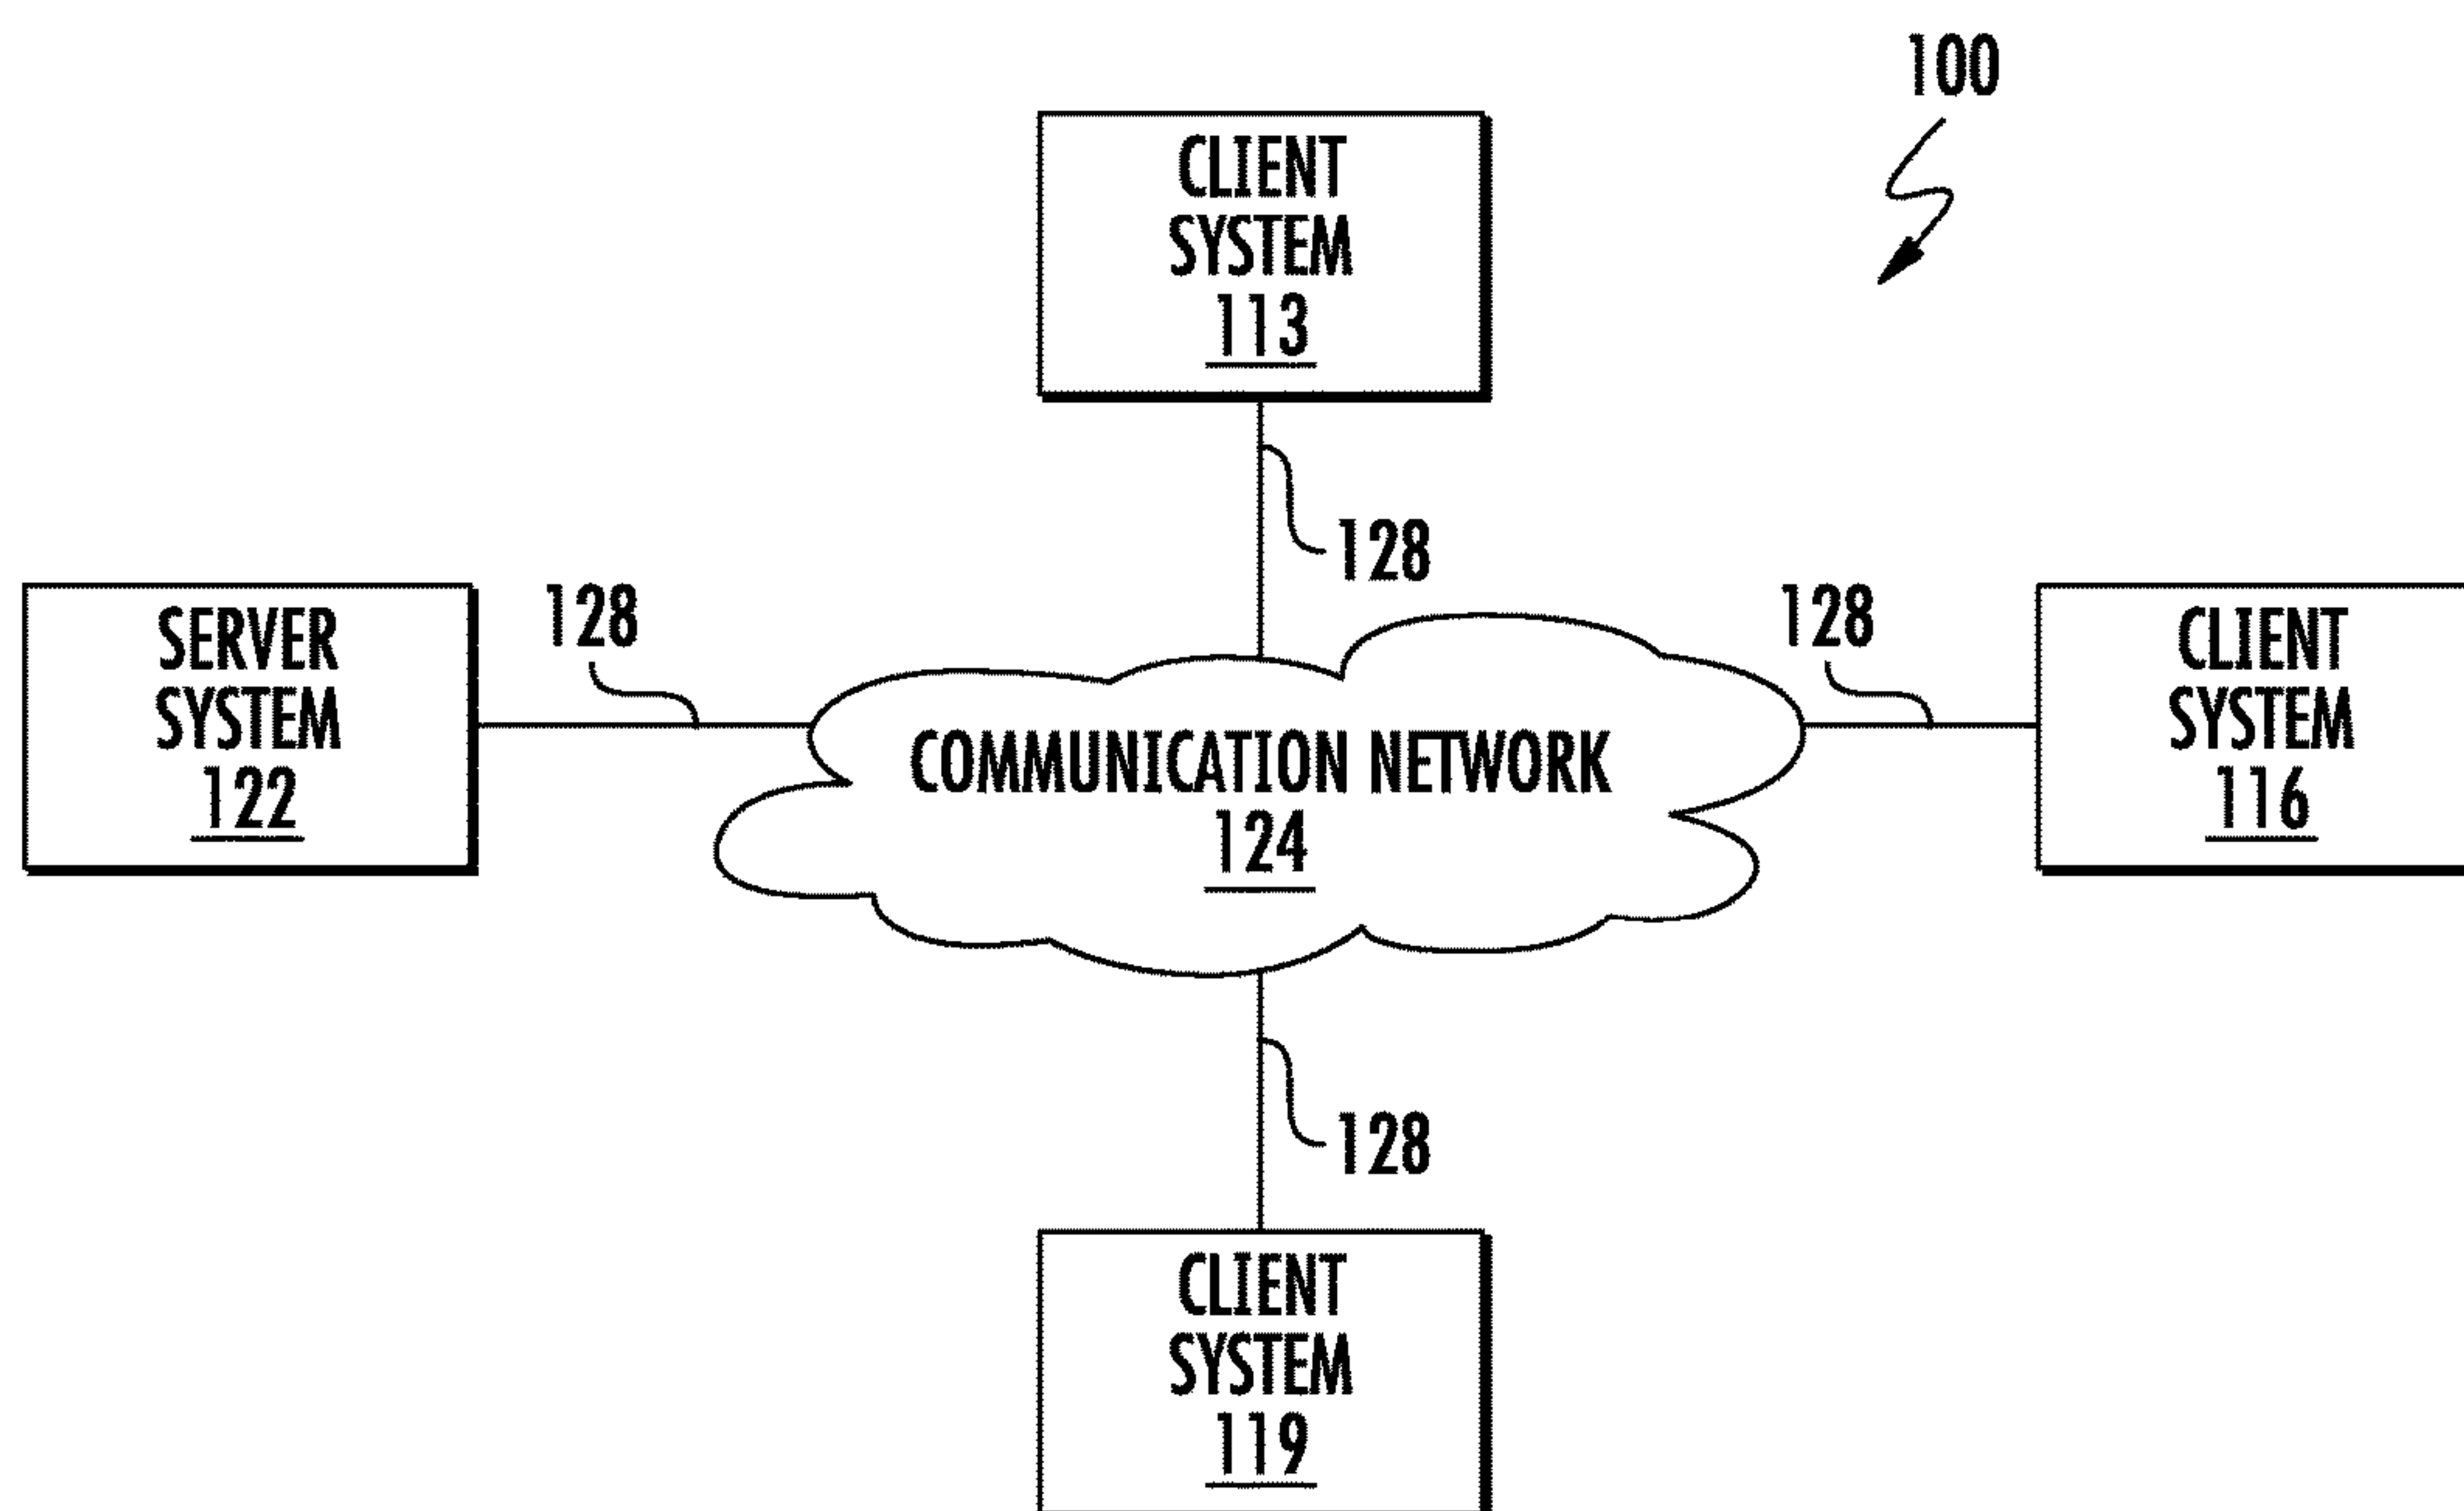 100
CLIENT
SYSTEM
113
128
SERVER
SYSTEM
122
128
COMMUNICATION NETWORK
124
128
CLIENT
SYSTEM
116
128
CLIENT
SYSTEM
119